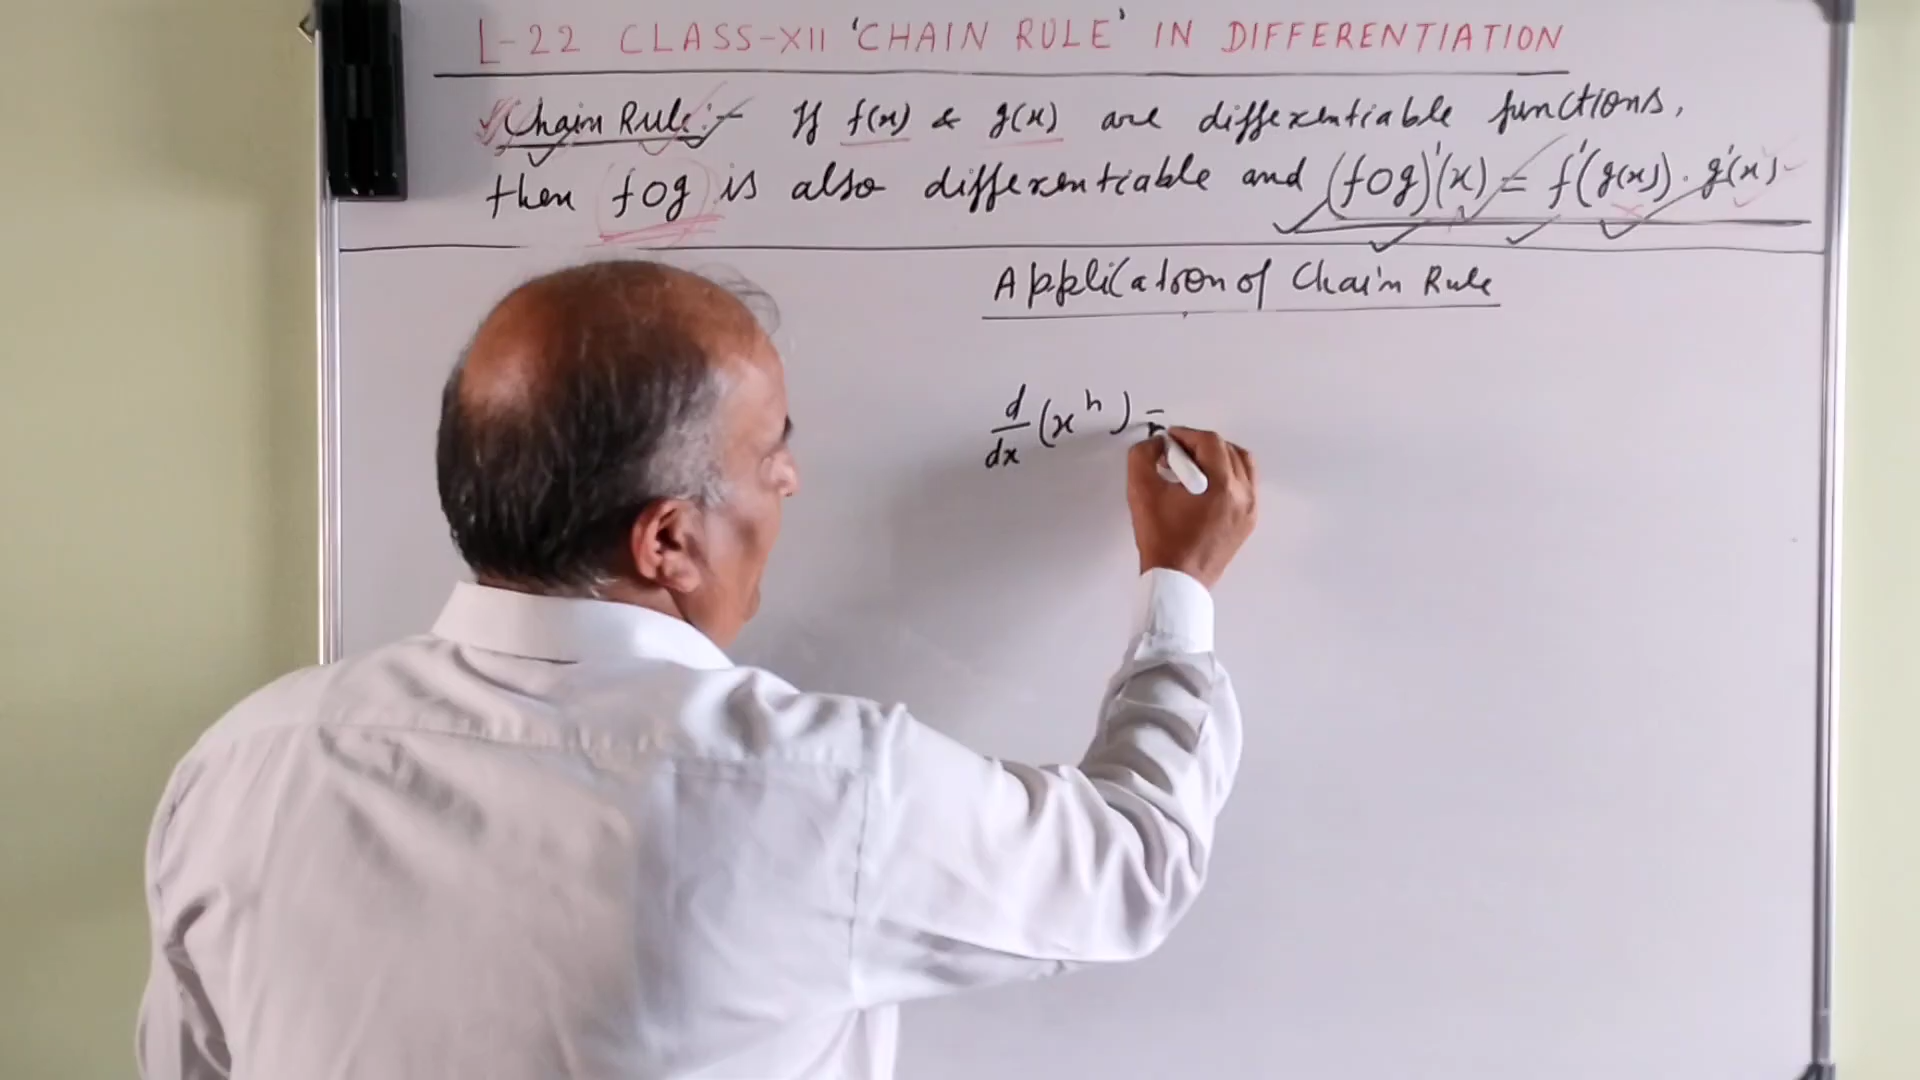 L-22 CLASS-XII 'CHAIN RULE' IN DIFFERENTIATION
Chain Rule:- If f(x) & g(x) are differentiable functions,
then fog is also differentiable and (fog)'(x) = f'(g(x)). g'(x)
Application of Chain Rule
d/dx (x^n) =